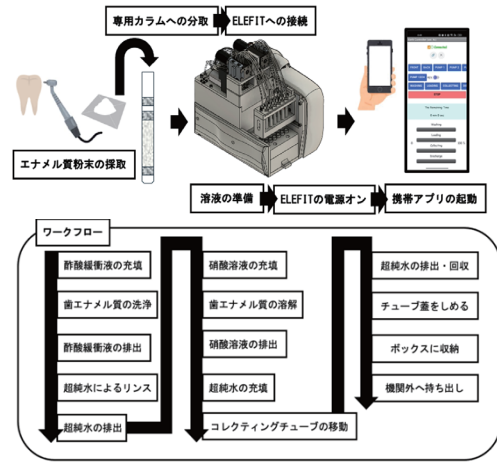 専用カラムへの分取
ELEFITへの接続
エナメル質粉末の採取
溶液の準備
ELEFITの電源オン
携帯アプリの起動
ワークフロー
酢酸緩衝液の充填
歯エナメル質の洗浄
酢酸緩衝液の排出
超純水によるリンス
超純水の排出
硝酸溶液の充填
歯エナメル質の溶解
硝酸溶液の排出
超純水の充填
コレクティングチューブの移動
超純水の排出・回収
チューブ蓋をしめる
ボックスに収納
機関外へ持ち出し